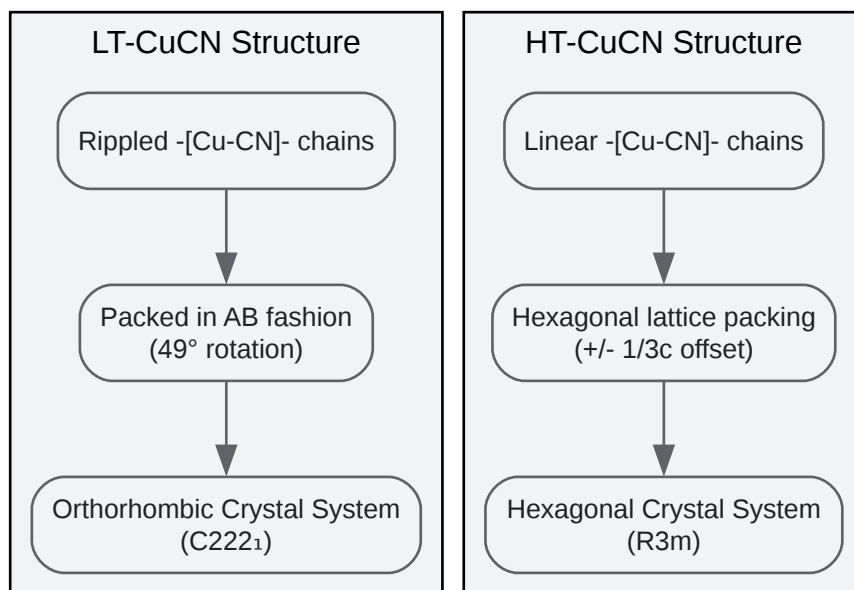 LT-CuCN Structure
Rippled -[Cu-CN]- chains
Packed in AB fashion
(49° rotation)
Orthorhombic Crystal System
(C222₁)
HT-CuCN Structure
Linear -[Cu-CN]- chains
Hexagonal lattice packing
(+/- 1/3c offset)
Hexagonal Crystal System
(R3m)